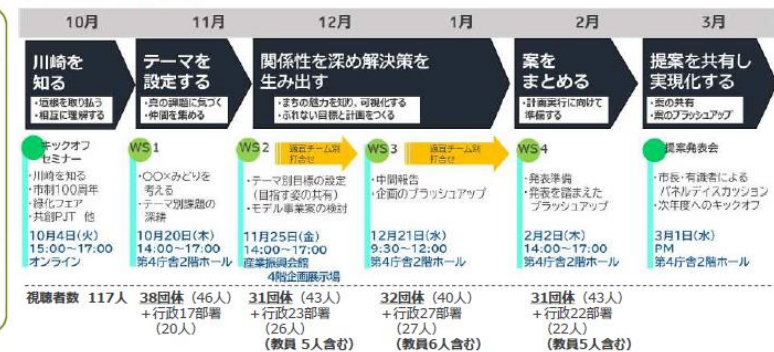 10月 11月 12月 1月 2月 3月
川崎を
知る
・垣根を取り払う
・相互に理解する
テーマを
設定する
・真の課題に気づく
・仲間を集める
関係性を深め解決策を
生み出す
・まちの魅力を知り、可視化する
・ぶれない目標と計画をつくる
案を
まとめる
・計画実行に向けて
準備する
提案を共有し
実現化する
・案の共有
・案のブラッシュアップ
キックオフ
セミナー
・川崎を知る
・市制100周年
・緑化フェア
・共創PJT 他
10月4日(火)
15:00~17:00
オンライン
視聴者数 117人
WS1
・〇〇×みどりを
考える
・テーマ別課題の
深耕
10月20日(木)
14:00~17:00
第4庁舎2階ホール
38団体(46人)
+行政17部署
(20人)
WS2
適宜チーム別
打合せ
・テーマ別目標の設定
(目指す姿の共有)
・モデル事業案の検討
11月25日(金)
14:00~17:00
産業振興会館
4階企画展示場
31団体(43人)
+行政23部署
(26人)
(教員 5人含む)
WS3
適宜チーム別
打合せ
・中間報告
・企画のブラッシュアップ
12月21日(水)
9:30~12:00
第4庁舎2階ホール
32団体(40人)
+行政27部署
(27人)
(教員6人含む)
WS4
・発表準備
・発表を踏まえた
ブラッシュアップ
2月2日(木)
14:00~17:00
第4庁舎2階ホール
31団体(43人)
+行政22部署
(22人)
(教員5人含む)
提案発表会
・市長・有識者による
パネルディスカッション
・次年度へのキックオフ
3月1日(水)
PM
第4庁舎2階ホール